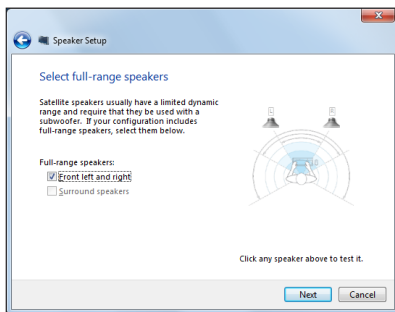 Speaker Setup
Select full-range speakers
Satellite speakers usually have a limited dynamic
range and require that they be used with a
subwoofer. If your configuration includes
full-range speakers, select them below.
L
R
Full-range speakers:
Front left and right
Surround speakers
Click any speaker above to test it.
Next
Cancel